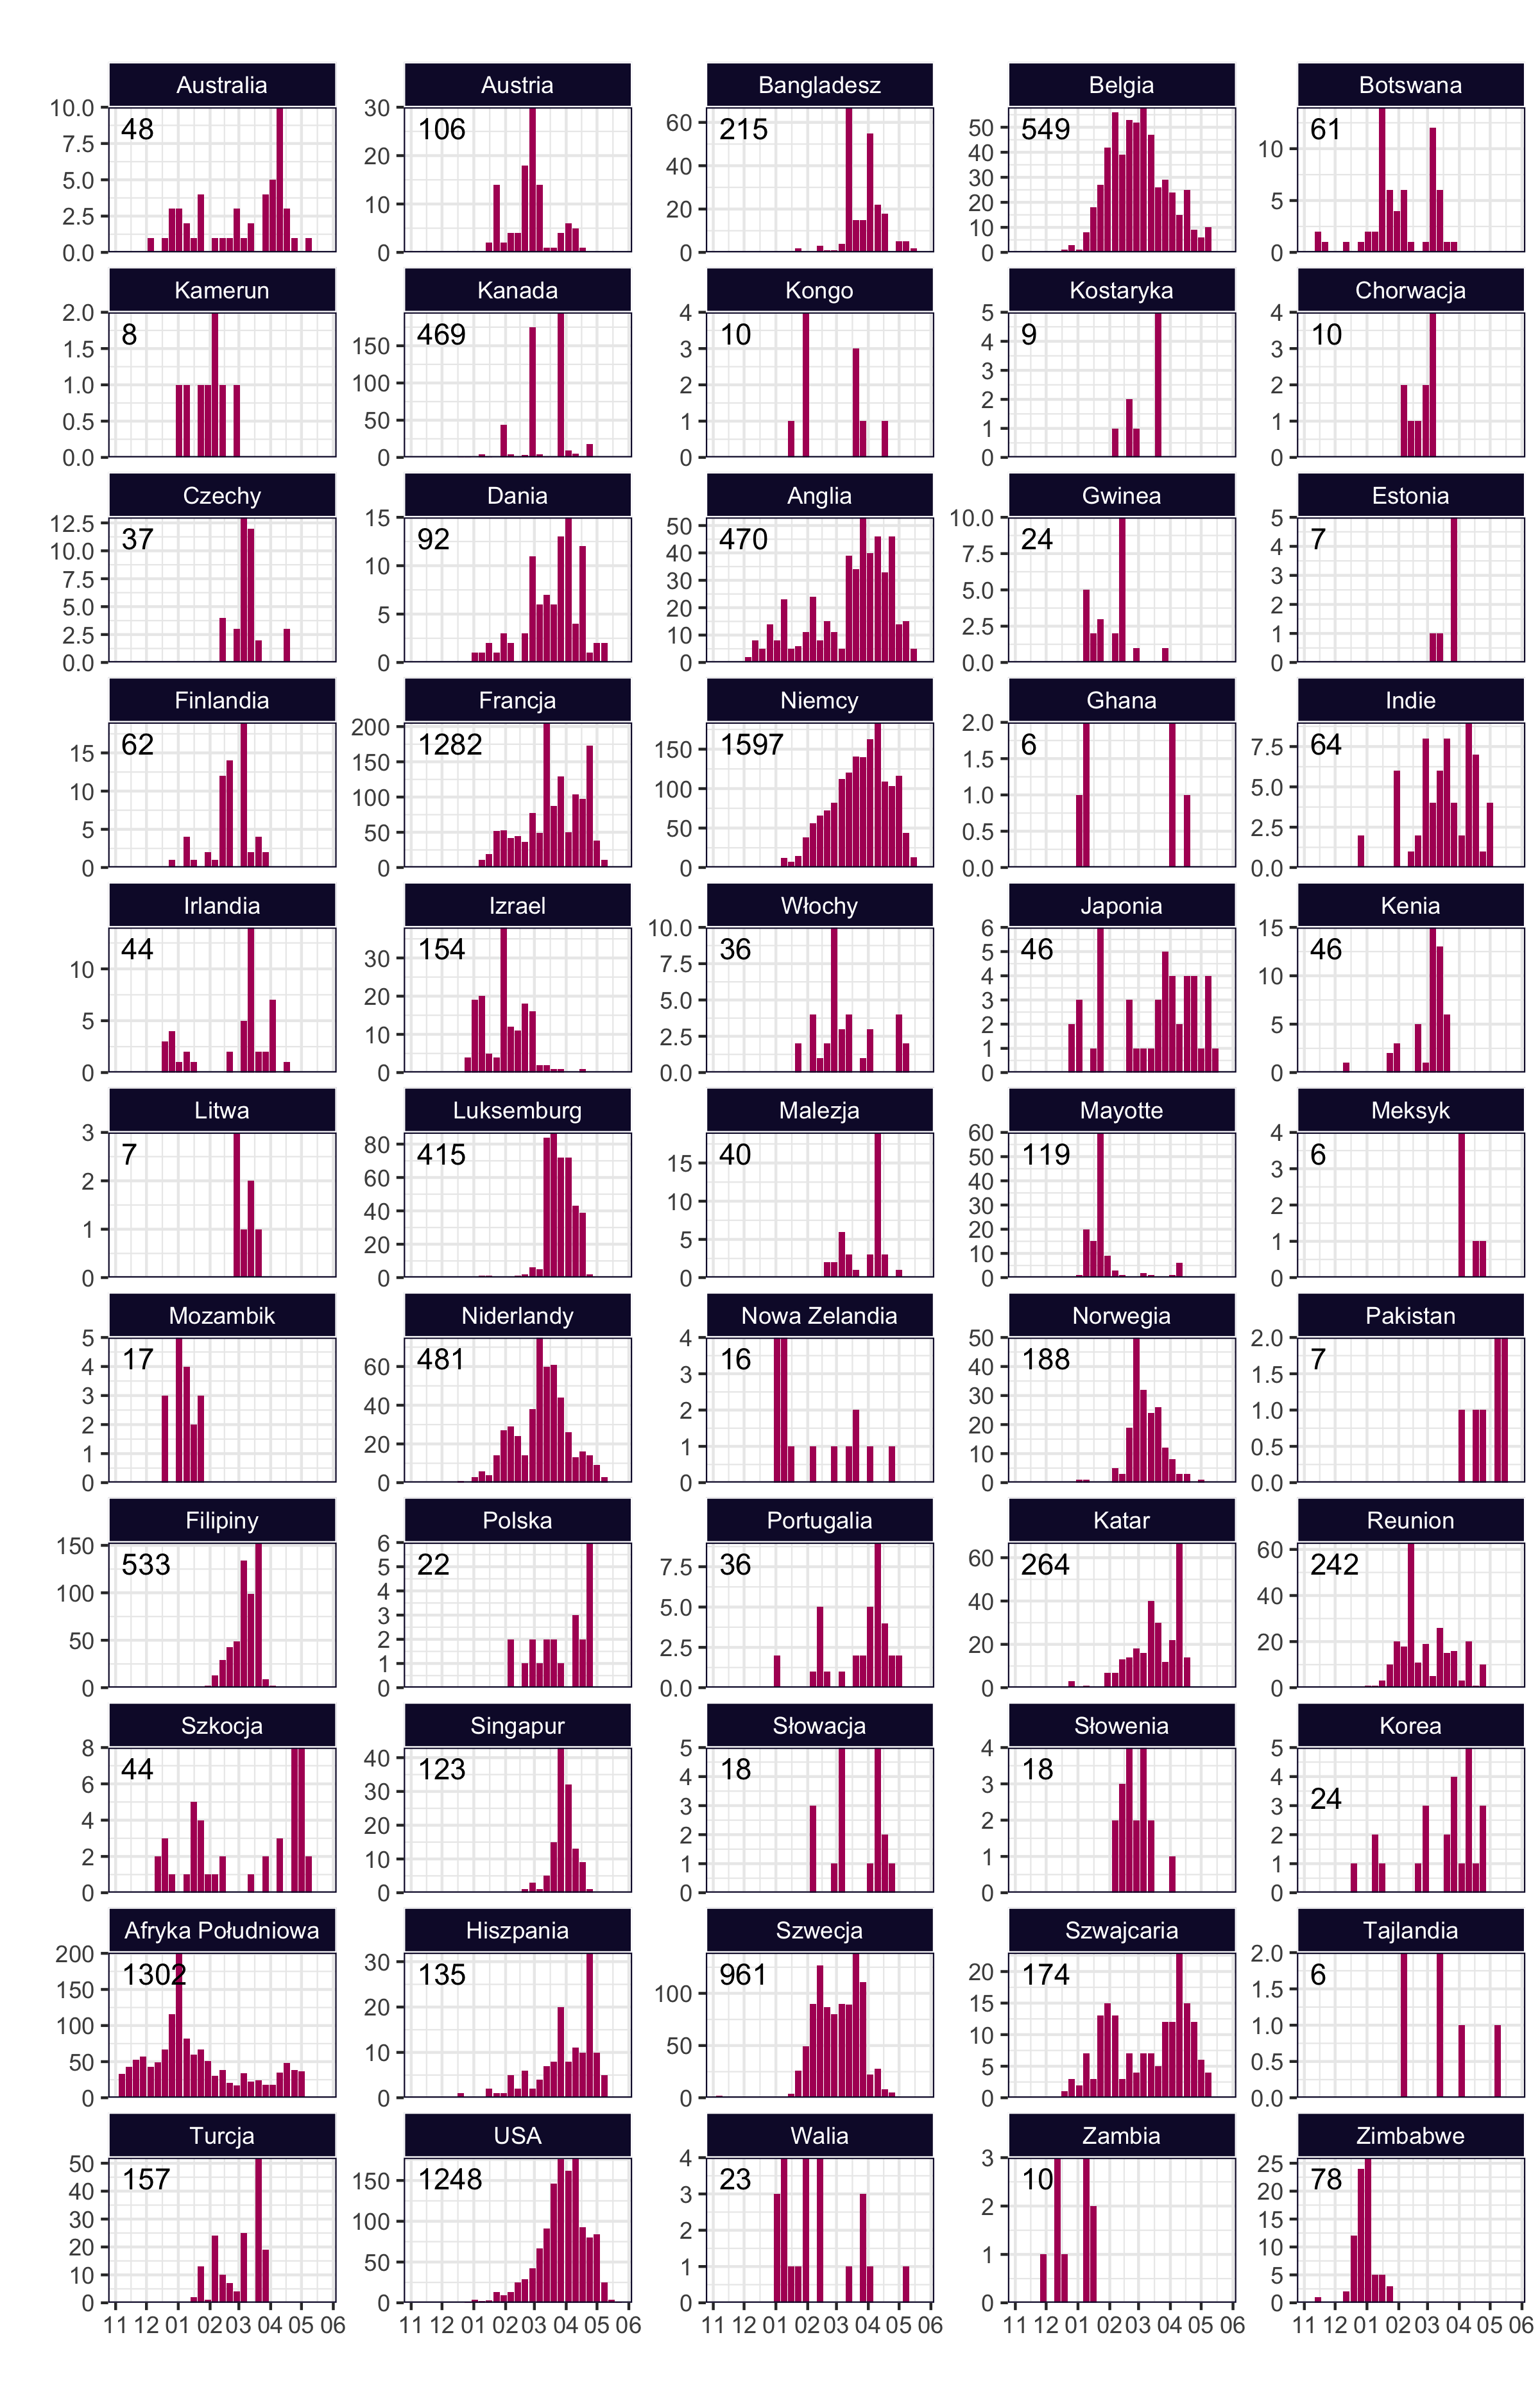 Australia Austria Bangladesz Belgia Botswana
10.0 7.5 5.0 2.5 0.0 48 30 20 10 0 106 60 40 20 0 215 50 40 30 20 10 0 549 10 5 0 61
Kamerun Kanada Kongo Kostaryka Chorwacja
2.0 1.5 1.0 0.5 0.0 8 150 100 50 0 469 4 3 2 1 0 10 5 4 3 2 1 0 9 4 3 2 1 0 10
Czechy Dania Anglia Gwinea Estonia
12.5 10.0 7.5 5.0 2.5 0.0 37 15 10 5 0 92 50 40 30 20 10 0 470 10.0 7.5 5.0 2.5 0.0 24 5 4 3 2 1 0 7
Finlandia Francja Niemcy Ghana Indie
15 10 5 0 62 200 150 100 50 0 1282 150 100 50 0 1597 2.0 1.5 1.0 0.5 0.0 6 7.5 5.0 2.5 0.0 64
Irlandia Izrael Włochy Japonia Kenia
10 5 0 44 30 20 10 0 154 10.0 7.5 5.0 2.5 0.0 36 6 5 4 3 2 1 0 46 15 10 5 0 46
Litwa Luksemburg Malezja Mayotte Meksyk
3 2 1 0 7 80 60 40 20 0 415 15 10 5 0 40 60 50 40 30 20 10 0 119 4 3 2 1 0 6
Mozambik Niderlandy Nowa Zelandia Norwegia Pakistan
5 4 3 2 1 0 17 60 40 20 0 481 4 3 2 1 0 16 50 40 30 20 10 0 188 2.0 1.5 1.0 0.5 0.0 7
Filipiny Polska Portugalia Katar Reunion
150 100 50 0 533 6 5 4 3 2 1 0 22 7.5 5.0 2.5 0.0 36 60 40 20 0 264 60 40 20 0 242
Szkocja Singapur Słowacja Słowenia Korea
8 6 4 2 0 44 40 30 20 10 0 123 5 4 3 2 1 0 18 4 3 2 1 0 18 5 4 3 2 1 0 24
Afryka Południowa Hiszpania Szwecja Szwajcaria Tajlandia
200 150 100 50 0 1302 30 20 10 0 135 100 50 0 961 20 15 10 5 0 174 2.0 1.5 1.0 0.5 0.0 6
Turcja USA Walia Zambia Zimbabwe
50 40 30 20 10 0 157 150 100 50 0 1248 4 3 2 1 0 23 3 2 1 0 10 25 20 15 10 5 0 78
11 12 01 02 03 04 05 06 11 12 01 02 03 04 05 06 11 12 01 02 03 04 05 06 11 12 01 02 03 04 05 06 11 12 01 02 03 04 05 06